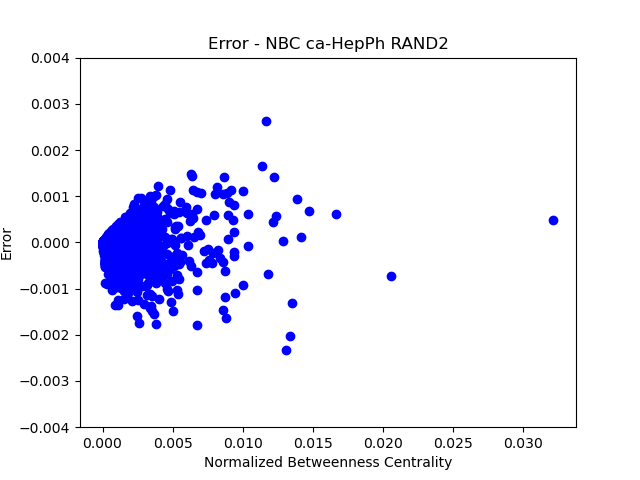 Error - NBC ca-HepPh RAND2
0.004
0.003
0.002
0.001
0.000
−0.001
−0.002
−0.003
−0.004
Error
0.000 0.005 0.010 0.015 0.020 0.025 0.030
Normalized Betweenness Centrality